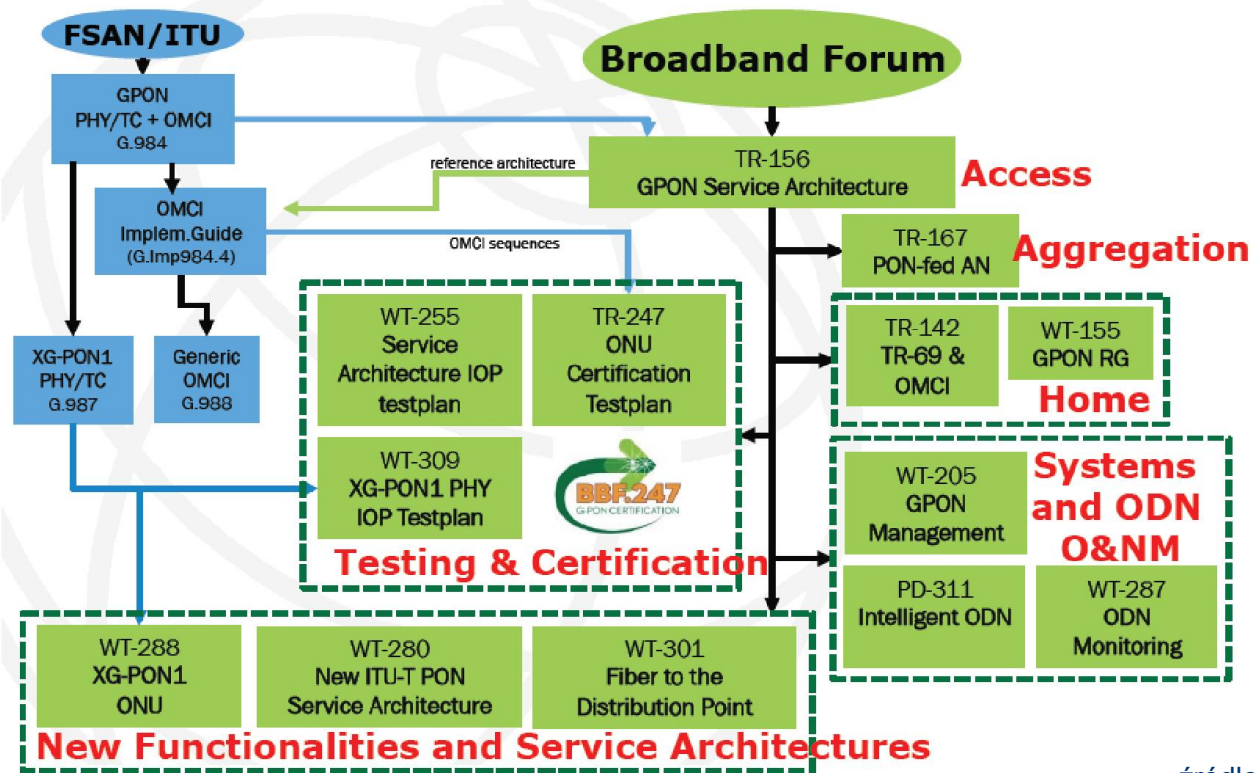 FSAN/ITU
Broadband Forum
GPON
PHY/TC + OMCI
G.984
reference architecture
TR-156
GPON Service Architecture
Access
OMCI
Implem.Guide
(G.Imp984.4)
OMCI sequences
TR-167
PON-fed AN
Aggregation
XG-PON1
PHY/TC
G.987
Generic
OMCI
G.988
WT-255
Service
Architecture IOP
testplan
TR-247
ONU
Certification
Testplan
TR-142
TR-69 &
OMCI
WT-155
GPON RG
Home
WT-309
XG-PON1 PHY
IOP Testplan
BBF.247
G-PON CERTIFICATION
Testing & Certification
WT-205
GPON
Management
Systems
and ODN
O&NM
PD-311
Intelligent ODN
WT-287
ODN
Monitoring
WT-288
XG-PON1
ONU
WT-280
New ITU-T PON
Service Architecture
WT-301
Fiber to the
Distribution Point
New Functionalities and Service Architectures